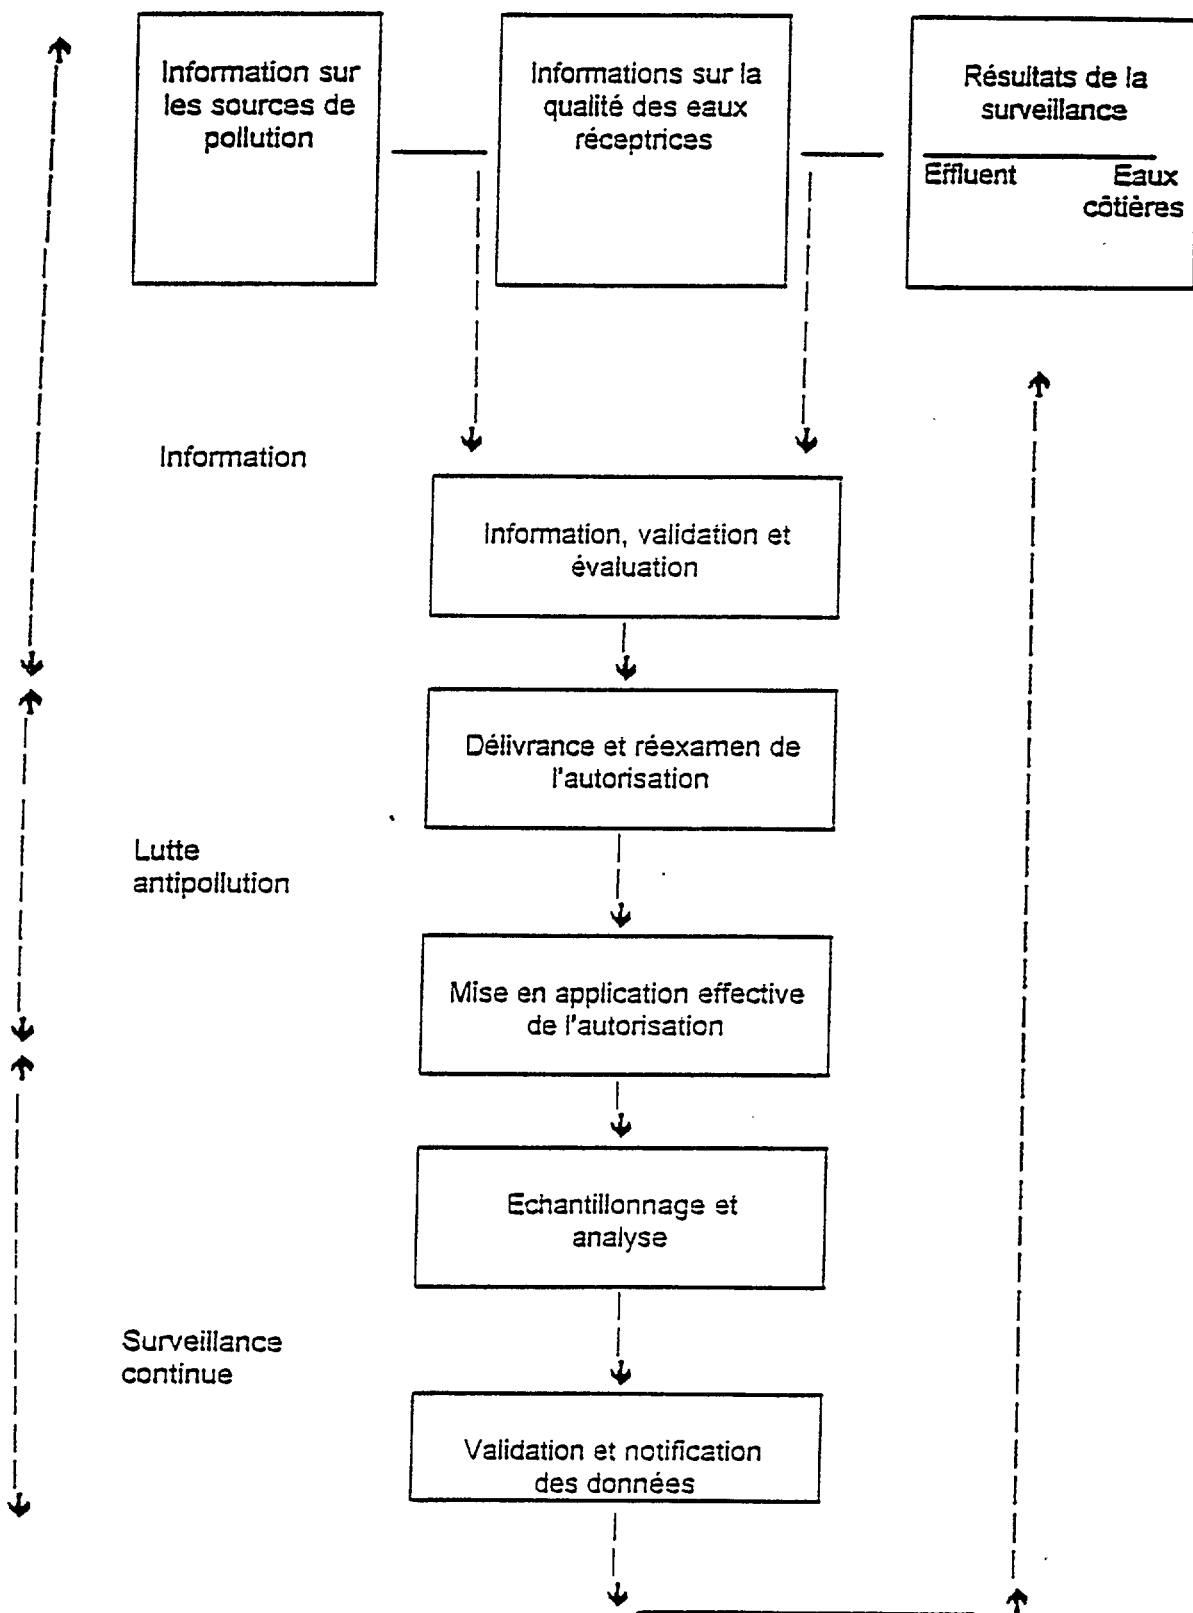 Information sur
les sources de
pollution
Informations sur la
qualité des eaux
réceptrices
Résultats de la
surveillance
Effluent Eaux
côtières
Information
Information, validation et
évaluation
Délivrance et réexamen de
l'autorisation
Lutte
antipollution
Mise en application effective
de l'autorisation
Echantillonnage et
analyse
Surveillance
continue
Validation et notification
des données